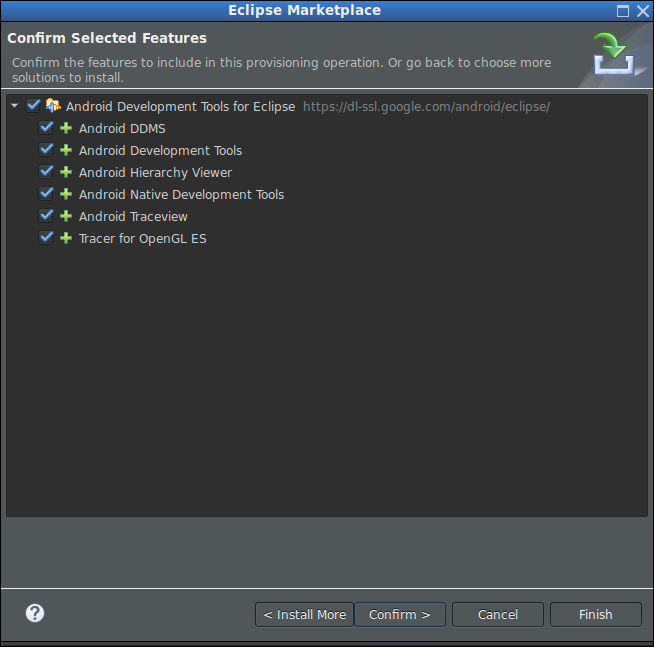 Eclipse Marketplace
Confirm Selected Features
Confirm the features to include in this provisioning operation. Or go back to choose more
solutions to install.
Android Development Tools for Eclipse https://dl-ssl.google.com/android/eclipse/
Android DDMS
Android Development Tools
Android Hierarchy Viewer
Android Native Development Tools
Android Traceview
Tracer for OpenGL ES
? < Install More Confirm > Cancel Finish